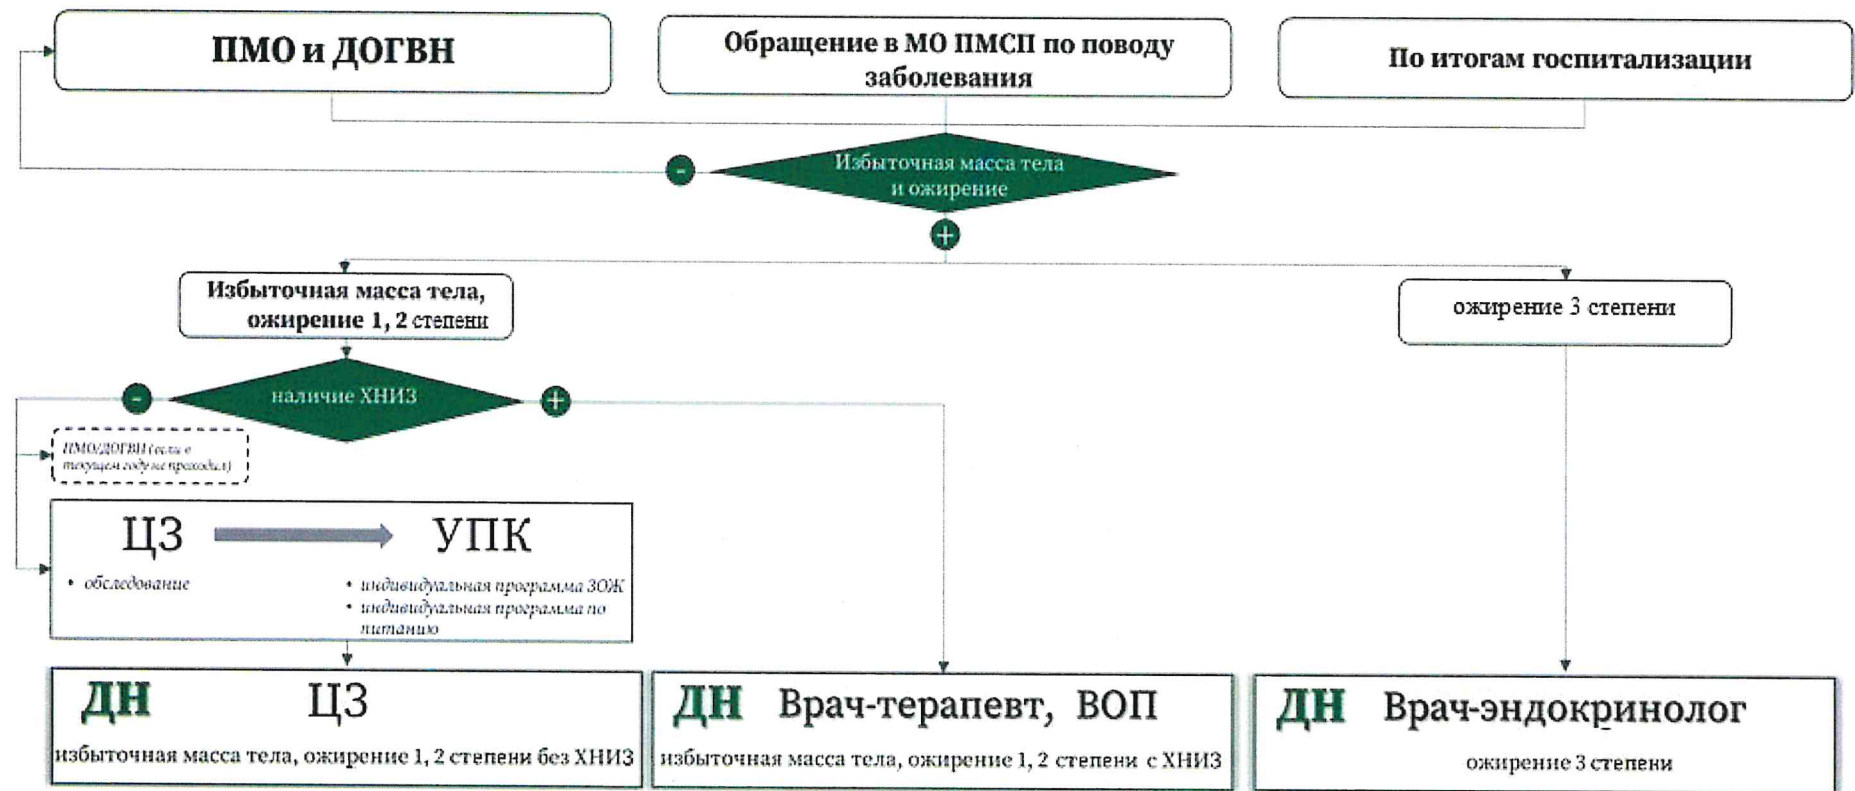 ПМО и ДОГВН
Обращение в МО ПМСП по поводу
заболевания
По итогам госпитализации
Избыточная масса тела
и ожирение
-
+
Избыточная масса тела,
ожирение 1, 2 степени
ожирение 3 степени
-
наличие ХНИЗ
+
ПМО/ДОГВН (если в
текущем году не проходил)
ЦЗ
УПК
• обследование
• индивидуальная программа ЗОЖ
• индивидуальная программа по
питанию
ДН ЦЗ
избыточная масса тела, ожирение 1, 2 степени без ХНИЗ
ДН Врач-терапевт, ВОП
избыточная масса тела, ожирение 1, 2 степени с ХНИЗ
ДН Врач-эндокринолог
ожирение 3 степени